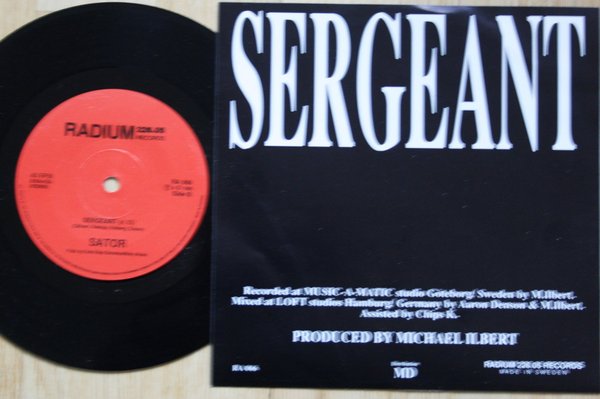 SERGEANT
RADIUM 226.05
RECORDS
SERGEANT
SATOR
Recorded at MUSIC-A-MATIC studio Göteborg/ Sweden by M.Ilbert.
Mixed at LOFT studios Hamburg/ Germany by Aaron Denson & M.Ilbert.
Assisted by Chips K.
PRODUCED BY MICHAEL ILBERT
RA 066
MD
RADIUM 226.05 RECORDS
MADE IN SWEDEN